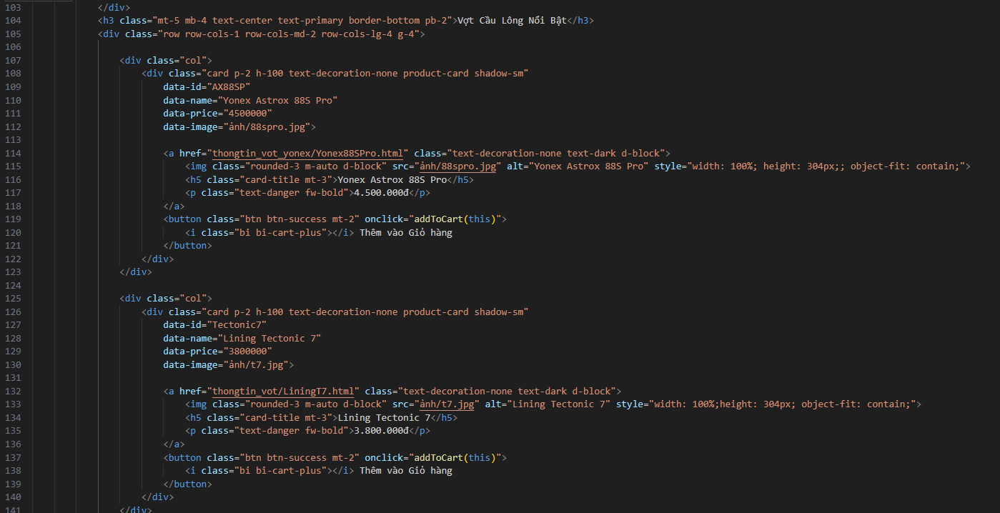 103 </div>
104 <h3 class="mt-5 mb-4 text-center text-primary border-bottom pb-2">Vợt Cầu Lông Nổi Bật</h3>
105 <div class="row row-cols-1 row-cols-md-2 row-cols-lg-4 g-4">
106
107 <div class="col">
108 <div class="card p-2 h-100 text-decoration-none product-card shadow-sm"
109 data-id="AX88SP"
110 data-name="Yonex Astrox 88S Pro"
111 data-price="4500000"
112 data-image="ảnh/88spro.jpg">
113
114 <a href="thongtin_vot_yonex/Yonex88SPro.html" class="text-decoration-none text-dark d-block">
115 <img class="rounded-3 m-auto d-block" src="ảnh/88spro.jpg" alt="Yonex Astrox 88S Pro" style="width: 100%; height: 304px;; object-fit: contain;">
116 <h5 class="card-title mt-3">Yonex Astrox 88S Pro</h5>
117 <p class="text-danger fw-bold">4.500.000đ</p>
118 </a>
119 <button class="btn btn-success mt-2" onclick="addToCart(this)">
120 <i class="bi bi-cart-plus"></i> Thêm vào Giỏ hàng
121 </button>
122 </div>
123 </div>
124
125 <div class="col">
126 <div class="card p-2 h-100 text-decoration-none product-card shadow-sm"
127 data-id="Tectonic7"
128 data-name="Lining Tectonic 7"
129 data-price="3800000"
130 data-image="ảnh/t7.jpg">
131
132 <a href="thongtin_vot/LiningT7.html" class="text-decoration-none text-dark d-block">
133 <img class="rounded-3 m-auto d-block" src="ảnh/t7.jpg" alt="Lining Tectonic 7" style="width: 100%;height: 304px; object-fit: contain;">
134 <h5 class="card-title mt-3">Lining Tectonic 7</h5>
135 <p class="text-danger fw-bold">3.800.000đ</p>
136 </a>
137 <button class="btn btn-success mt-2" onclick="addToCart(this)">
138 <i class="bi bi-cart-plus"></i> Thêm vào Giỏ hàng
139 </button>
140 </div>
141 </div>